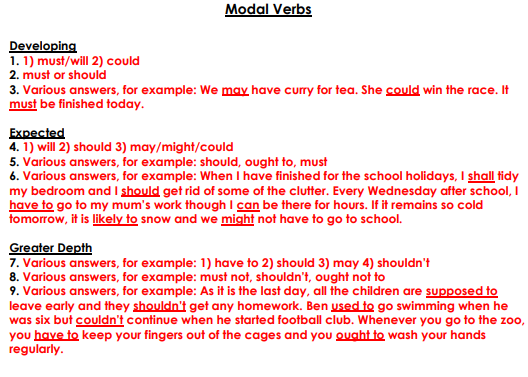 Modal Verbs
Developing
1. 1) must/will 2) could
2. must or should
3. Various answers, for example: We may have curry for tea. She could win the race. It
must be finished today.
Expected
4. 1) will 2) should 3) may/might/could
5. Various answers, for example: should, ought to, must
6. Various answers, for example: When I have finished for the school holidays, I shall tidy
my bedroom and I should get rid of some of the clutter. Every Wednesday after school, I
have to go to my mum's work though I can be there for hours. If it remains so cold
tomorrow, it is likely to snow and we might not have to go to school.
Greater Depth
7. Various answers, for example: 1) have to 2) should 3) may 4) shouldn't
8. Various answers, for example: must not, shouldn't, ought not to
9. Various answers, for example: As it is the last day, all the children are supposed to
leave early and they shouldn't get any homework. Ben used to go swimming when he
was six but couldn't continue when he started football club. Whenever you go to the zoo,
you have to keep your fingers out of the cages and you ought to wash your hands
regularly.